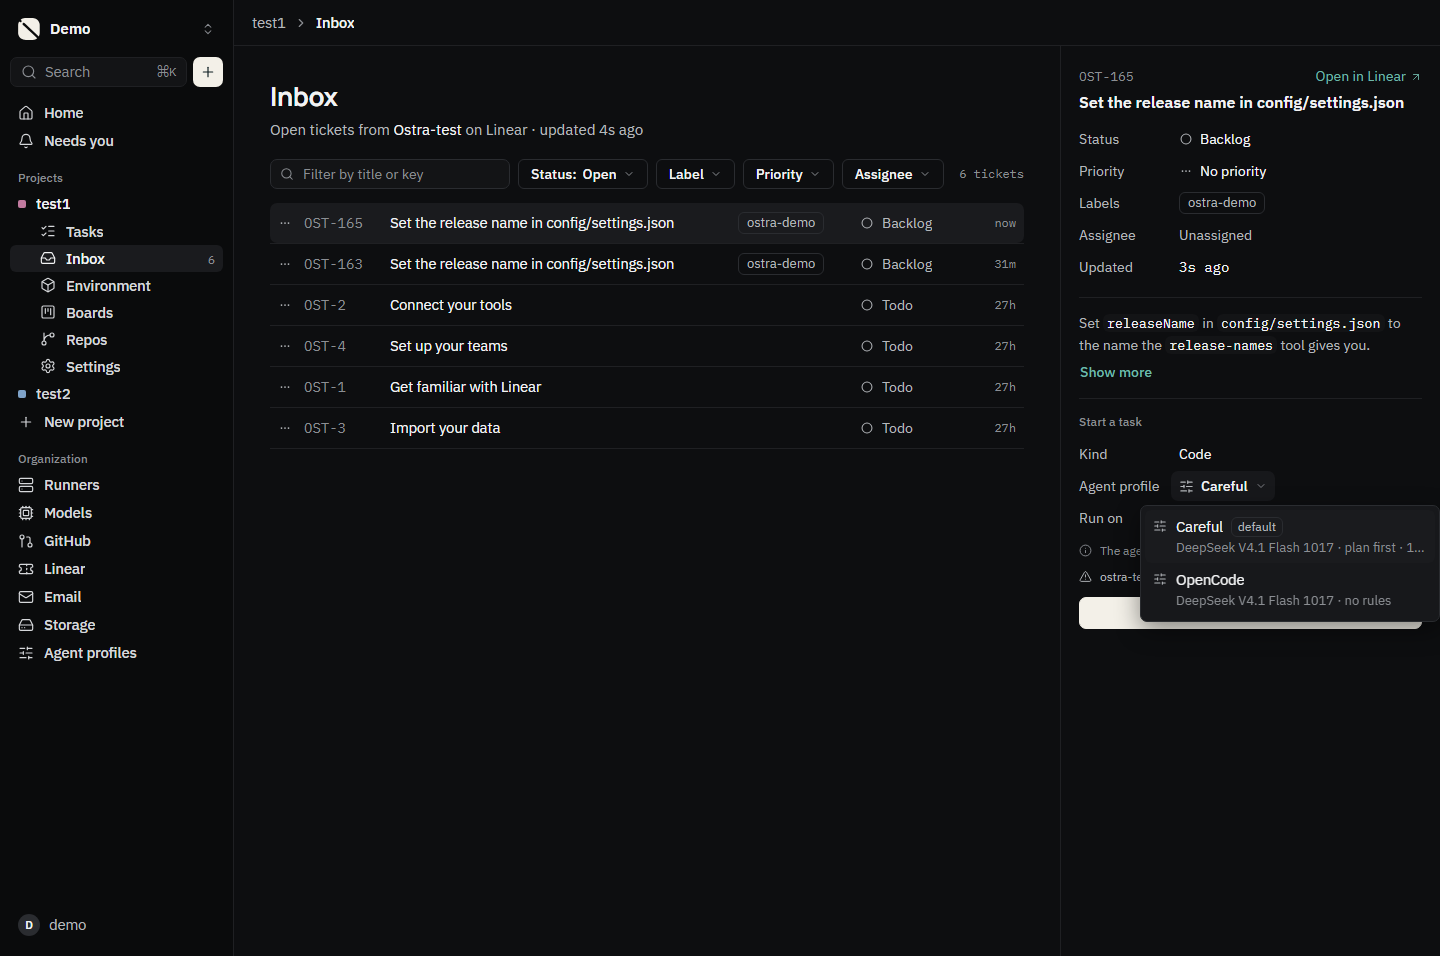 Demo
Search ⌘K
Home
Needs you
Projects
test1
Tasks
Inbox 6
Environment
Boards
Repos
Settings
test2
New project
Organization
Runners
Models
GitHub
Linear
Email
Storage
Agent profiles
D demo
test1 > Inbox
Inbox
Open tickets from Ostra-test on Linear · updated 4s ago
Filter by title or key Status: Open Label Priority Assignee 6 tickets
OST-165 Set the release name in config/settings.json ostra-demo Backlog now
OST-163 Set the release name in config/settings.json ostra-demo Backlog 31m
OST-2 Connect your tools Todo 27h
OST-4 Set up your teams Todo 27h
OST-1 Get familiar with Linear Todo 27h
OST-3 Import your data Todo 27h
OST-165 Open in Linear ↗
Set the release name in config/settings.json
Status Backlog
Priority No priority
Labels ostra-demo
Assignee Unassigned
Updated 3s ago
Set releaseName in config/settings.json to
the name the release-names tool gives you.
Show more
Start a task
Kind Code
Agent profile Careful
Run on
The age
ostra-te
Careful default
DeepSeek V4.1 Flash 1017 · plan first · 1...
OpenCode
DeepSeek V4.1 Flash 1017 · no rules